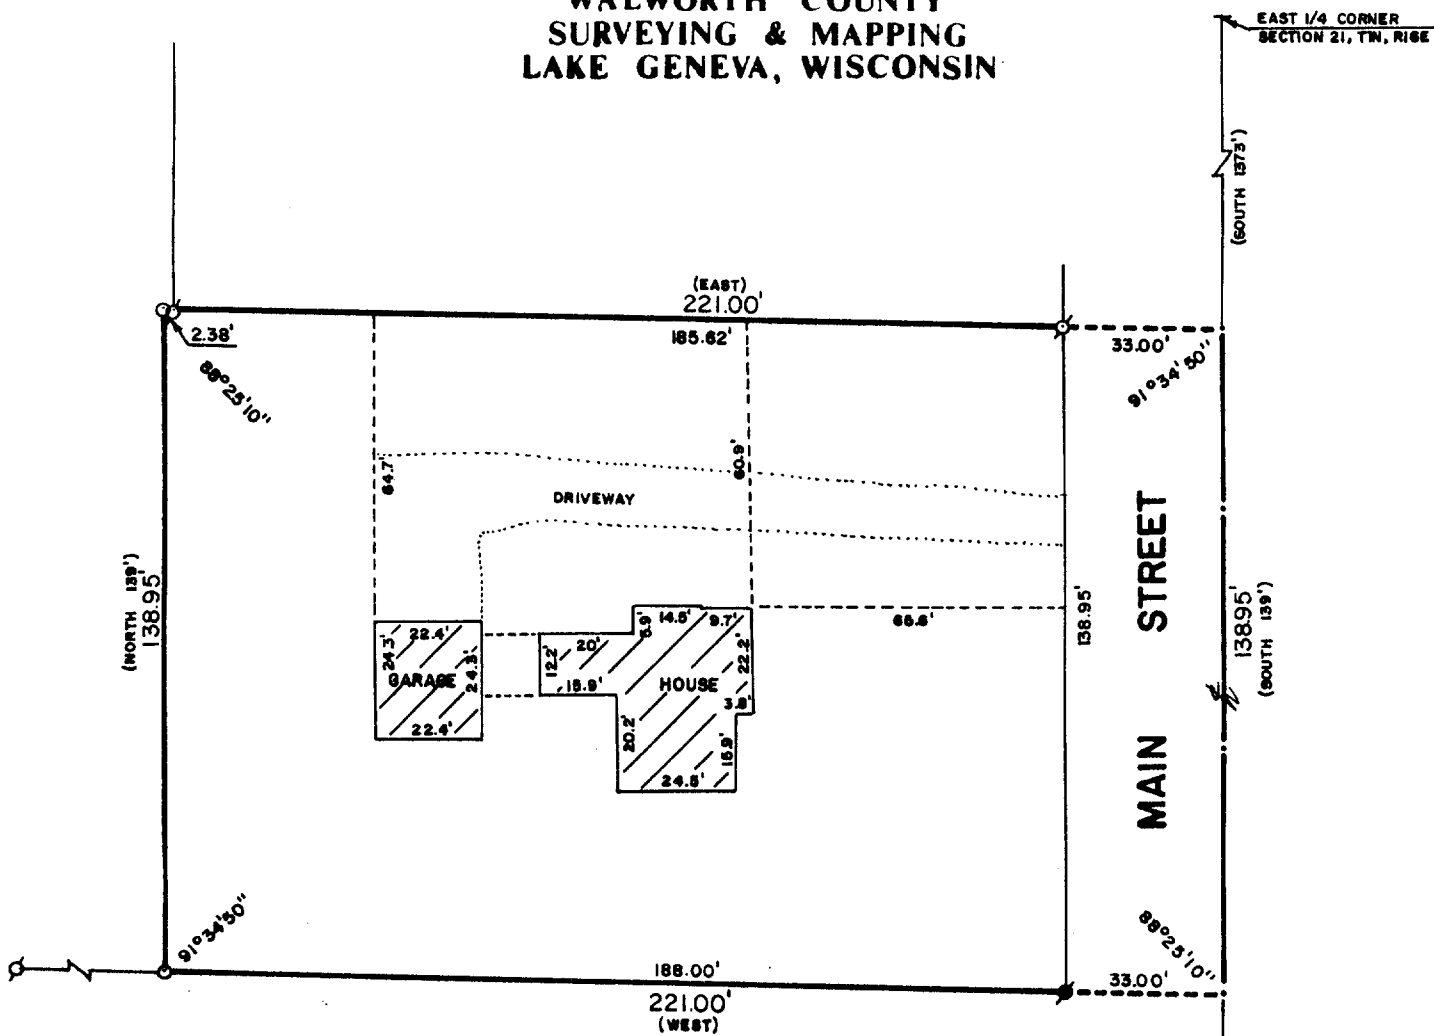 WALWORTH COUNTY
SURVEYING & MAPPING
LAKE GENEVA, WISCONSIN
EAST 1/4 CORNER
SECTION 21, T1N, R16E
(SOUTH 1373')
(EAST)
221.00'
185.62'
2.38'
88°25'10"
33.00'
91°34'50"
64.7'
60.9'
DRIVEWAY
MAIN STREET
(NORTH 139')
138.95'
138.95'
138.95'
(SOUTH 139')
65.6'
22.4'
24.3'
GARAGE
24.3'
22.4'
20'
12.2'
15.9'
5.9'
14.5'
9.7'
22.2'
HOUSE
3.8'
20.2'
15.9'
24.5'
91°34'50"
88°25'10"
188.00'
33.00'
221.00'
(WEST)